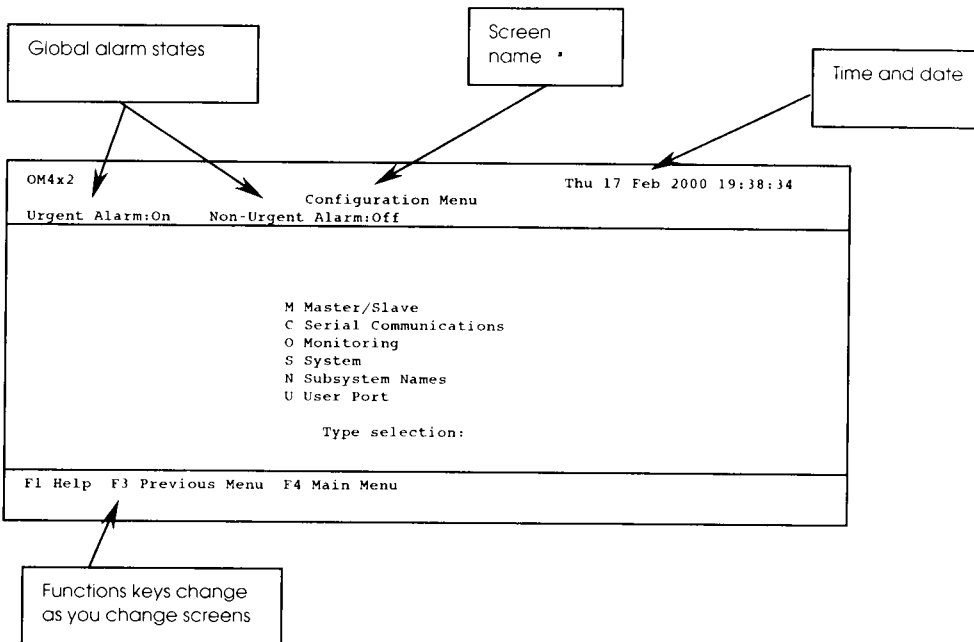 Global alarm states
Screen
name
Time and date
OM4x2
Thu 17 Feb 2000 19:38:34
Configuration Menu
Urgent Alarm:On Non-Urgent Alarm:Off
M Master/Slave
C Serial Communications
O Monitoring
S System
N Subsystem Names
U User Port
Type selection:
F1 Help F3 Previous Menu F4 Main Menu
Functions keys change
as you change screens